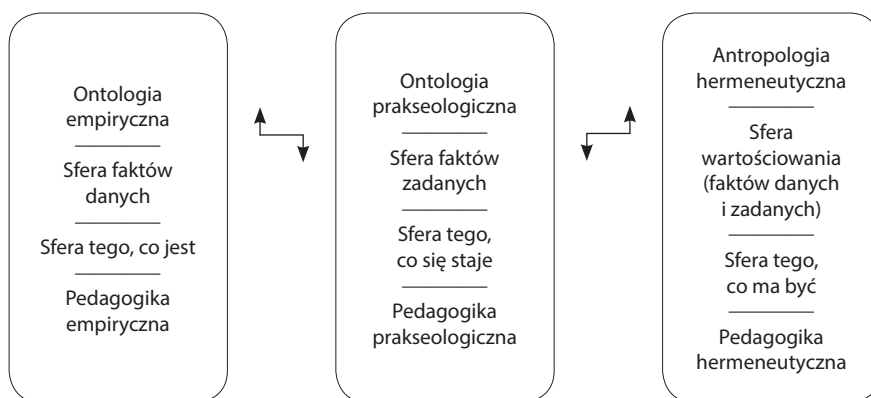 Ontologia
empiryczna
Sfera faktów
danych
Sfera tego, co jest
Pedagogika
empiryczna
Ontologia
prakseologiczna
Sfera faktów
zadanych
Sfera tego,
co się staje
Pedagogika
prakseologiczna
Antropologia
hermeneutyczna
Sfera
wartościowania
(faktów danych
i zadanych)
Sfera tego,
co ma być
Pedagogika
hermeneutyczna